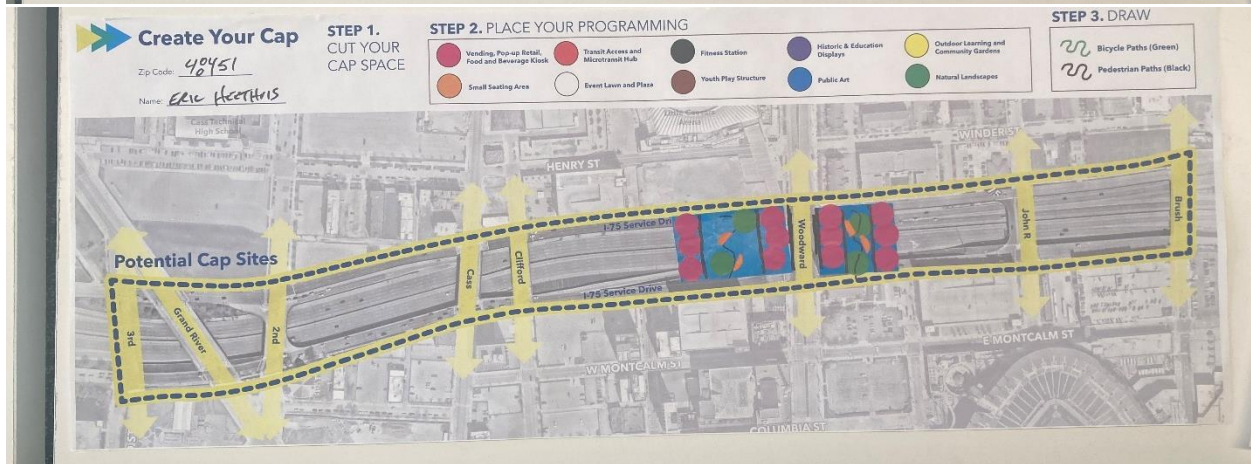 Create Your Cap
Zip Code: 48451
Name: ERIC HEETHUIS
STEP 1.
CUT YOUR
CAP SPACE
STEP 2. PLACE YOUR PROGRAMMING
Vending, Pop-up Retail,
Food and Beverage Kiosk
Transit Access and
Microtransit Hub
Fitness Station
Historic & Education
Displays
Outdoor Learning and
Community Gardens
Small Seating Area
Event Lawn and Plaza
Youth Play Structure
Public Art
Natural Landscapes
STEP 3. DRAW
Bicycle Paths (Green)
Pedestrian Paths (Black)
Cass Technical
High School
HENRY ST
WINDER ST
Potential Cap Sites
I-75 Service Dri
I-75 Service Drive
3rd
Grand River
2nd
Cass
Clifford
Woodward
John R
Brush
W MONTCALM ST
E MONTCALM ST
COLUMBIA ST